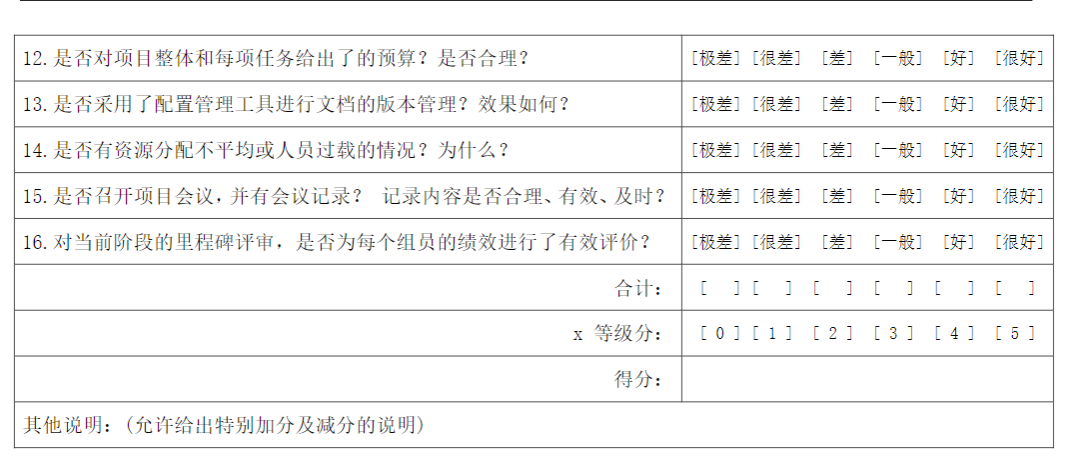 12.是否对项目整体和每项任务给出了的预算？是否合理？ [极差] [很差] [差] [一般] [好] [很好]
13.是否采用了配置管理工具进行文档的版本管理？效果如何？ [极差] [很差] [差] [一般] [好] [很好]
14.是否有资源分配不平均或人员过载的情况？为什么？ [极差] [很差] [差] [一般] [好] [很好]
15.是否召开项目会议，并有会议记录？ 记录内容是否合理、有效、及时？ [极差] [很差] [差] [一般] [好] [很好]
16.对当前阶段的里程碑评审，是否为每个组员的绩效进行了有效评价？ [极差] [很差] [差] [一般] [好] [很好]
合计： [ ] [ ] [ ] [ ] [ ] [ ]
x 等级分： [ 0 ] [ 1 ] [ 2 ] [ 3 ] [ 4 ] [ 5 ]
得分：
其他说明：(允许给出特别加分及减分的说明)